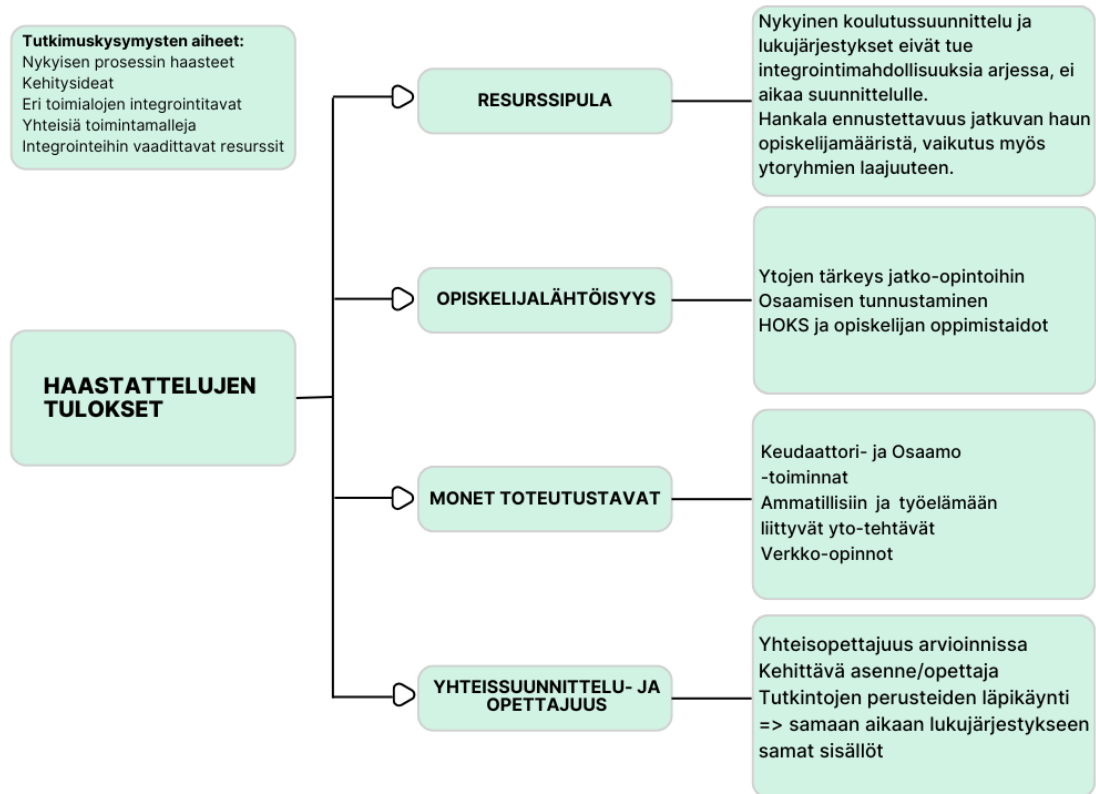 Tutkimuskysymysten aiheet:
Nykyisen prosessin haasteet
Kehitysideat
Eri toimialojen integrointitavat
Yhteisiä toimintamalleja
Integrointeihin vaadittavat resurssit
HAASTATTELUJEN
TULOKSET
RESURSSIPULA
Nykyinen koulutussuunnittelu ja
lukujärjestykset eivät tue
integrointimahdollisuuksia arjessa, ei
aikaa suunnittelulle.
Hankala ennustettavuus jatkuvan haun
opiskelijamääristä, vaikutus myös
ytoryhmien laajuuteen.
OPISKELIJALÄHTÖISYYS
Ytojen tärkeys jatko-opintoihin
Osaamisen tunnustaminen
HOKS ja opiskelijan oppimistaidot
MONET TOTEUTUSTAVAT
Keudaattori- ja Osaamo
-toiminnat
Ammatillisiin ja työelämään
liittyvät yto-tehtävät
Verkko-opinnot
YHTEISSUUNNITTELU- JA
OPETTAJUUS
Yhteisopettajuus arvioinnissa
Kehittävä asenne/opettaja
Tutkintojen perusteiden läpikäynti
=> samaan aikaan lukujärjestykseen
samat sisällöt